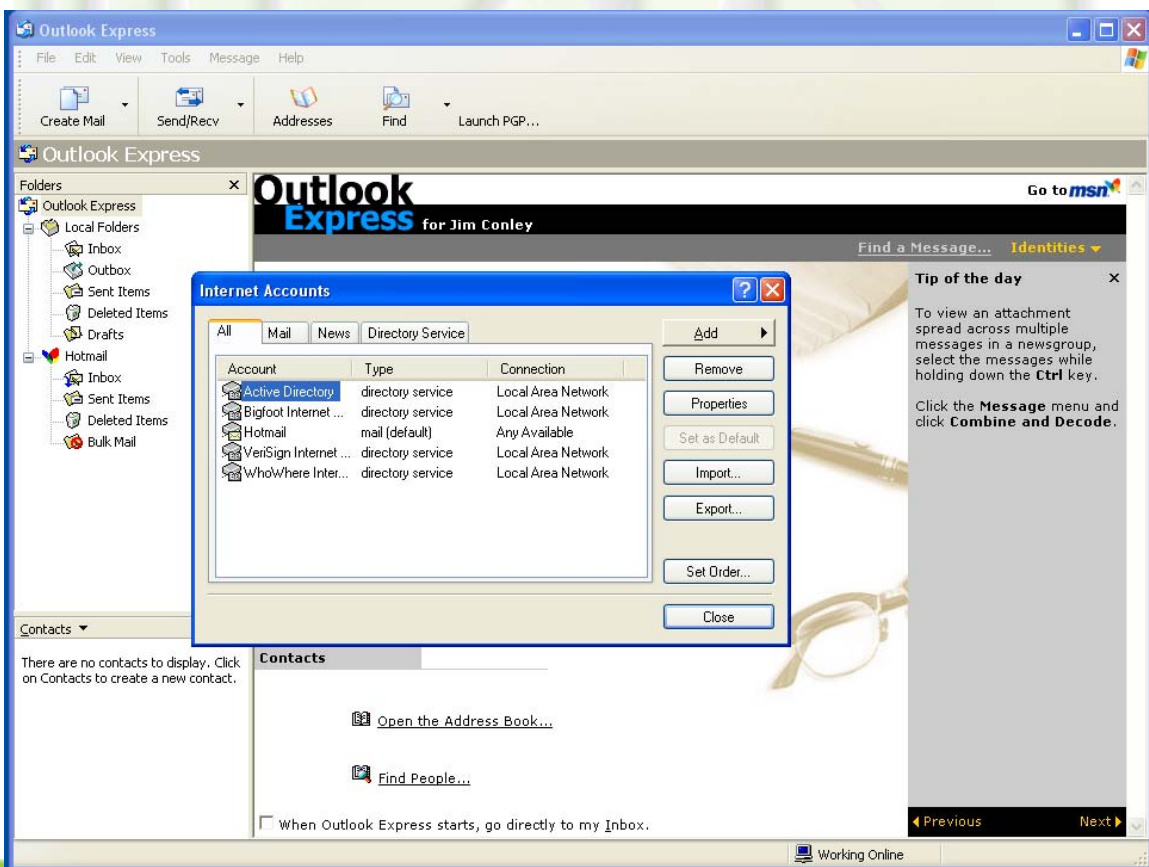 Outlook Express
File Edit View Tools Message Help
Create Mail Send/Recv Addresses Find Launch PGP...
Outlook Express
Folders
Outlook Express
Local Folders
Inbox
Outbox
Sent Items
Deleted Items
Drafts
Hotmail
Inbox
Sent Items
Deleted Items
Bulk Mail
Contacts
There are no contacts to display. Click
on Contacts to create a new contact.
Outlook
Express for Jim Conley
Go to msn
Find a Message... Identities
Internet Accounts
All Mail News Directory Service
Account Type Connection
Active Directory directory service Local Area Network
Bigfoot Internet ... directory service Local Area Network
Hotmail mail (default) Any Available
VeriSign Internet ... directory service Local Area Network
WhoWhere Inter... directory service Local Area Network
Add
Remove
Properties
Set as Default
Import...
Export...
Set Order...
Close
Contacts
Open the Address Book...
Find People...
When Outlook Express starts, go directly to my Inbox.
Tip of the day
To view an attachment
spread across multiple
messages in a newsgroup,
select the messages while
holding down the Ctrl key.
Click the Message menu and
click Combine and Decode.
Previous Next
Working Online